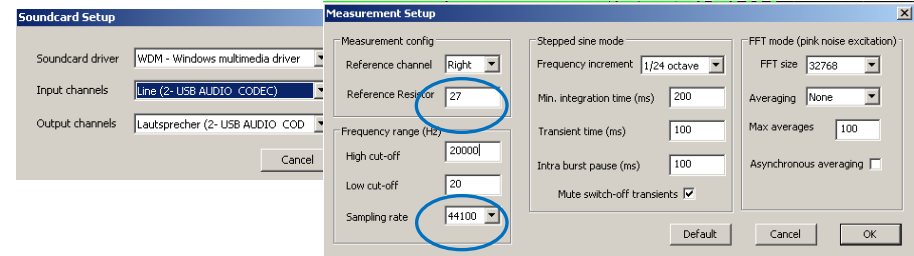 Soundcard Setup
Soundcard driver WDM - Windows multimedia driver
Input channels Line (2- USB AUDIO CODEC)
Output channels Lautsprecher (2- USB AUDIO COD
Cancel
Measurement Setup
Measurement config
Reference channel Right
Reference Resistor 27
Frequency range (Hz)
High cut-off 20000
Low cut-off 20
Sampling rate 44100
Stepped sine mode
Frequency increment 1/24 octave
Min. integration time (ms) 200
Transient time (ms) 100
Intra burst pause (ms) 100
Mute switch-off transients
FFT mode (pink noise excitation)
FFT size 32768
Averaging None
Max averages 100
Asynchronous averaging
Default Cancel OK